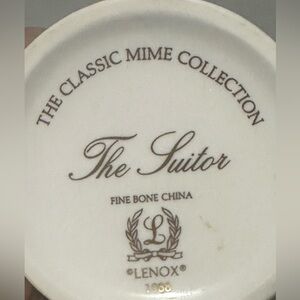 THE CLASSIC MIME COLLECTION
The Suitor
FINE BONE CHINA
L
©LENOX®